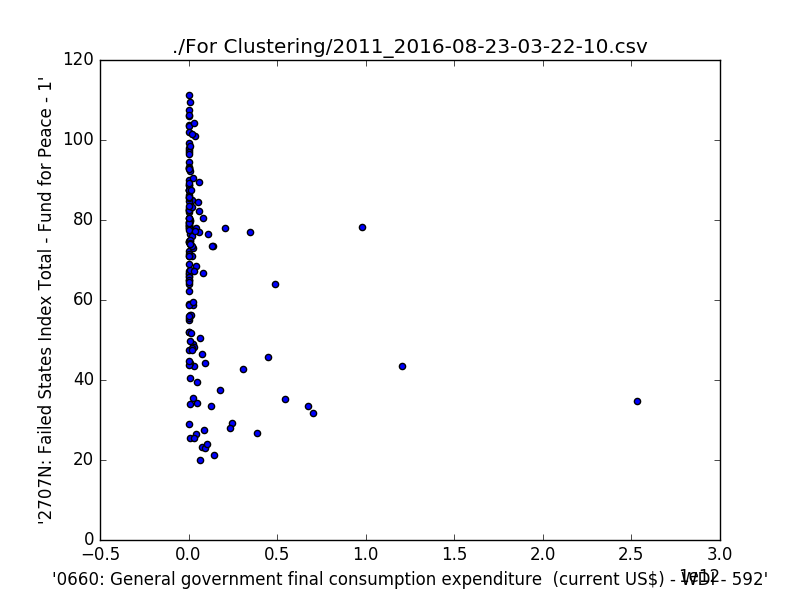 ./For Clustering/2011_2016-08-23-03-22-10.csv
'2707N: Failed States Index Total - Fund for Peace - 1'
120
100
80
60
40
20
0
−0.5 0.0 0.5 1.0 1.5 2.0 2.5 3.0
1e12
'0660: General government final consumption expenditure (current US$) - WDI - 592'